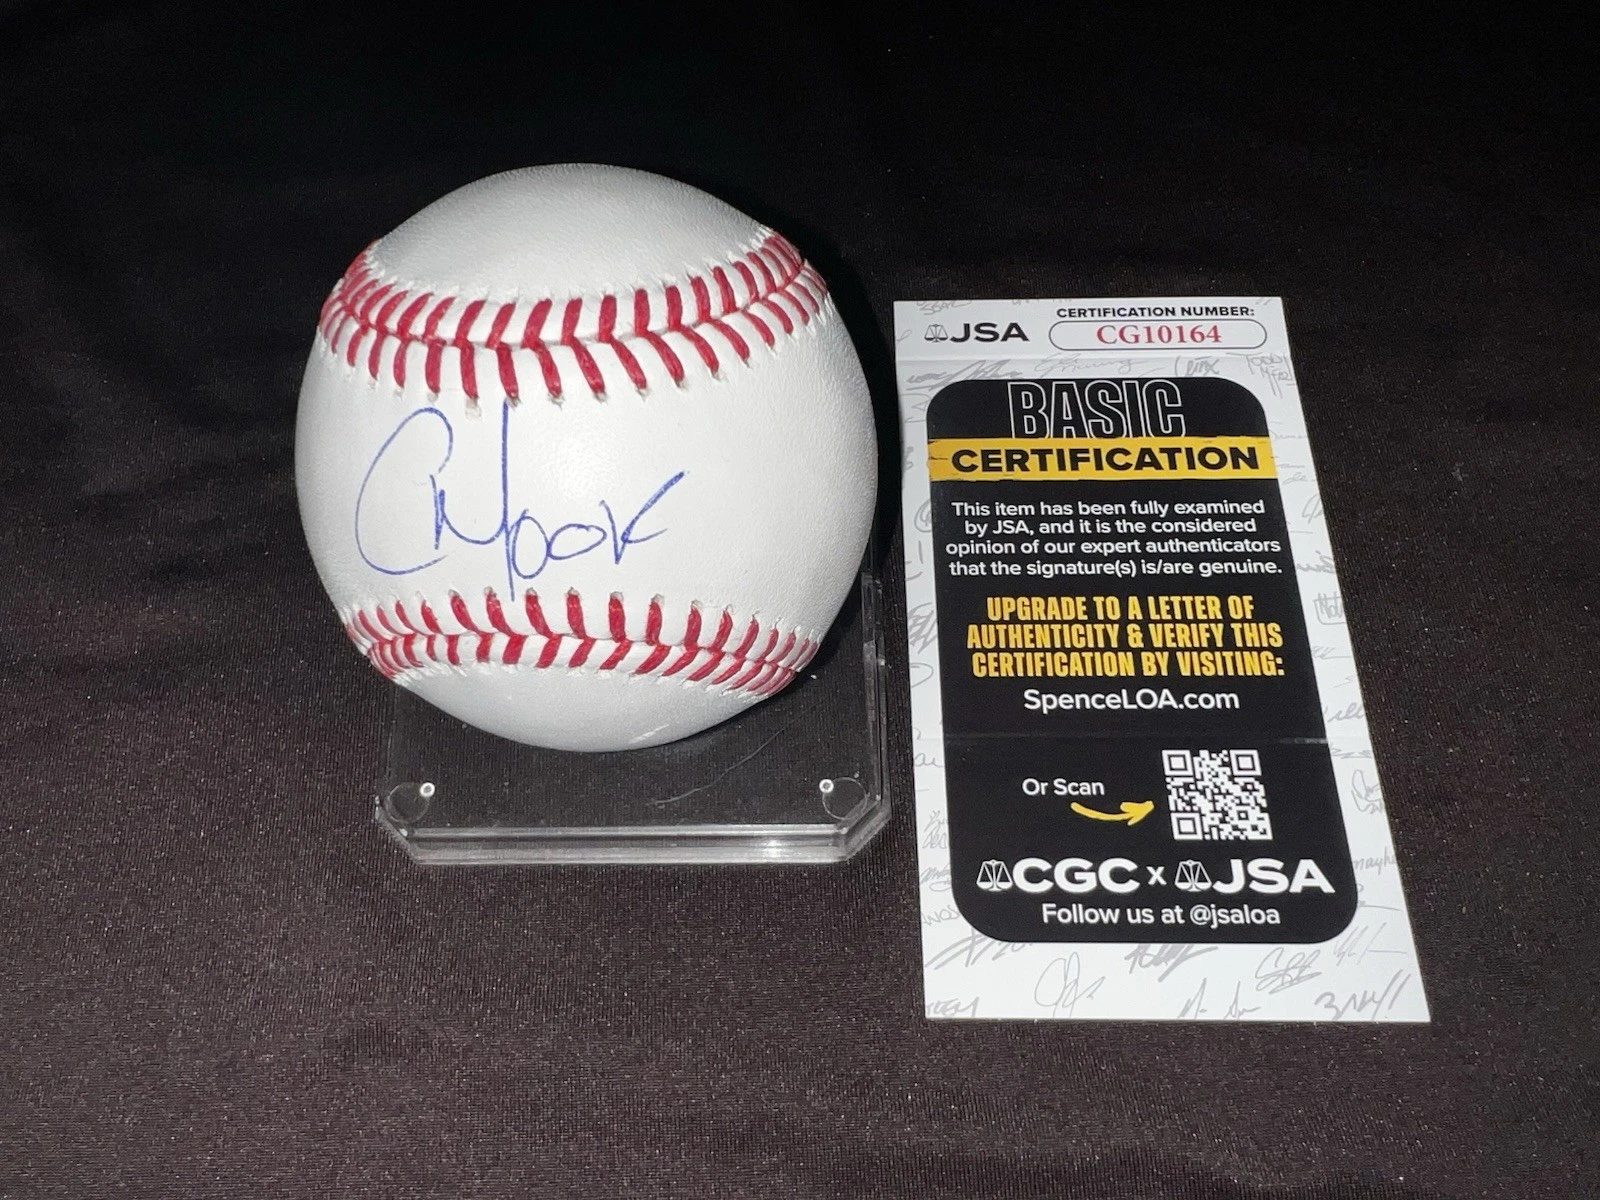 JSA
CERTIFICATION NUMBER:
CG10164
BASIC
CERTIFICATION
This item has been fully examined
by JSA, and it is the considered
opinion of our expert authenticators
that the signature(s) is/are genuine.
UPGRADE TO A LETTER OF
AUTHENTICITY & VERIFY THIS
CERTIFICATION BY VISITING:
SpenceLOA.com
Or Scan
CGC x JSA
Follow us at @jsaloa